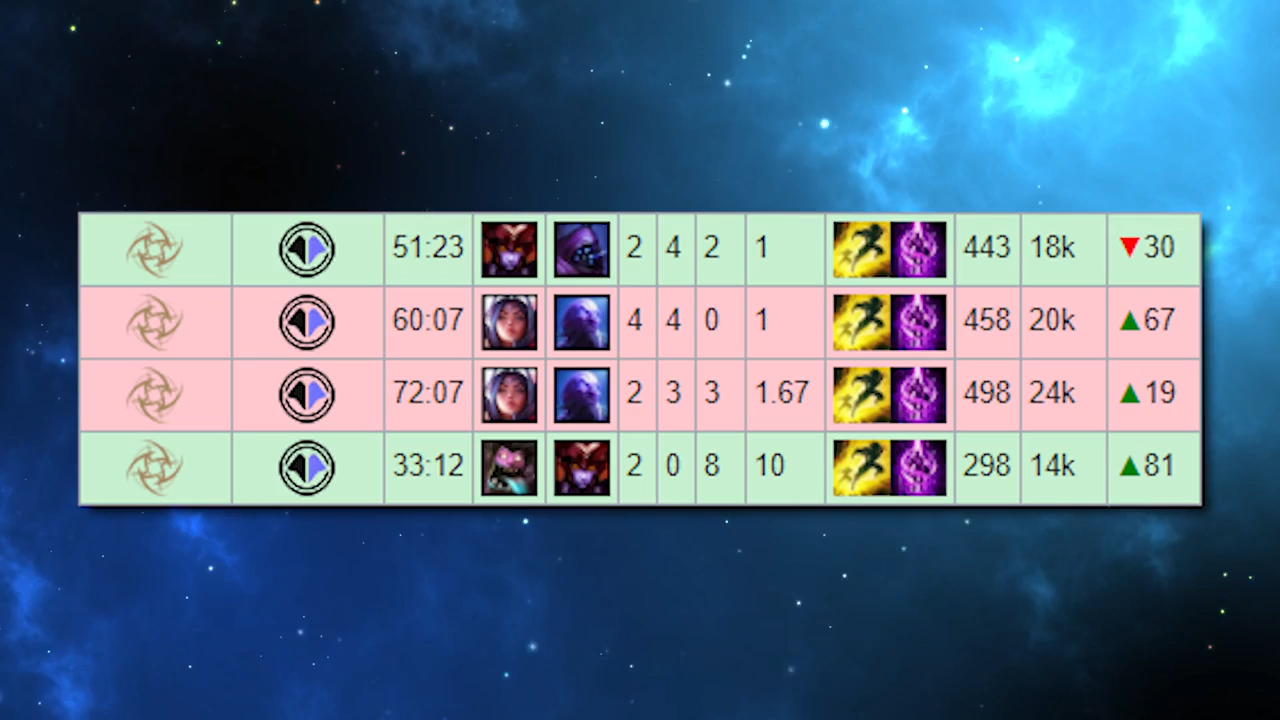 51:23 2 4 2 1 443 18k ▼30
60:07 4 4 0 1 458 20k ▲67
72:07 2 3 3 1.67 498 24k ▲19
33:12 2 0 8 10 298 14k ▲81